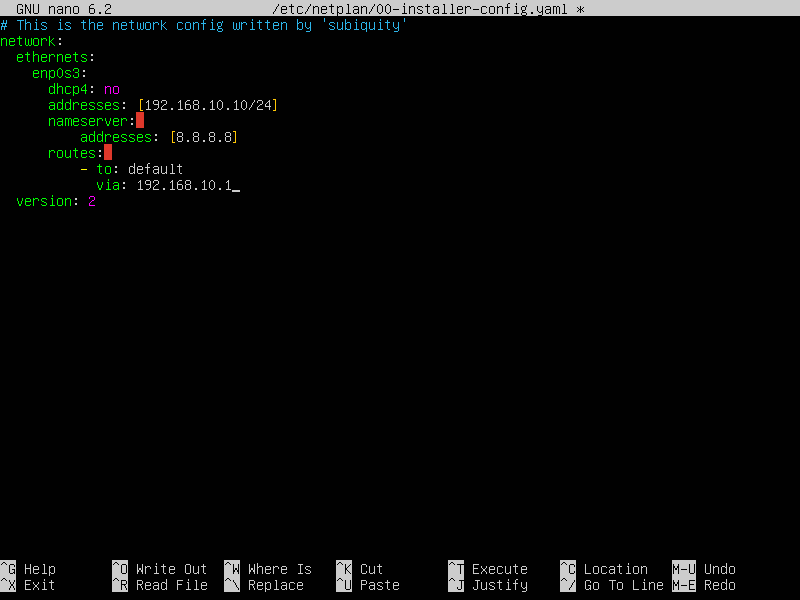 GNU nano 6.2 /etc/netplan/00-installer-config.yaml *
# This is the network config written by 'subiquity'
network:
  ethernets:
    enp0s3:
      dhcp4: no
      addresses: [192.168.10.10/24]
      nameserver:
          addresses: [8.8.8.8]
      routes:
          - to: default
            via: 192.168.10.1_
  version: 2
^G Help ^O Write Out ^W Where Is ^K Cut ^T Execute ^C Location M-U Undo
^X Exit ^R Read File ^\ Replace ^U Paste ^J Justify ^/ Go To Line M-E Redo